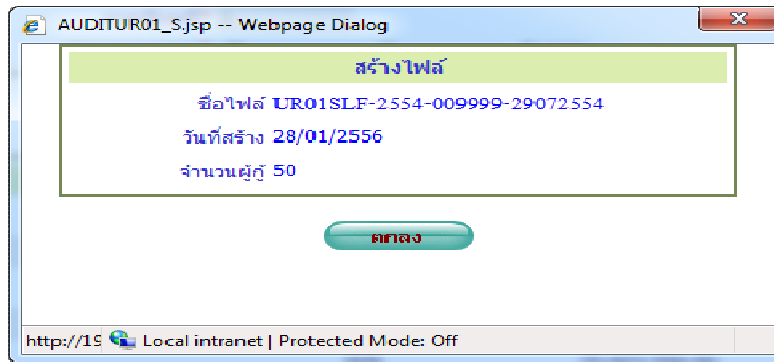 AUDITUR01_S.jsp -- Webpage Dialog
สร้างไฟล์
ชื่อไฟล์ UR01SLF-2554-009999-29072554
วันที่สร้าง 28/01/2556
จำนวนผู้กู้ 50
ตกลง
http://19 Local intranet | Protected Mode: Off